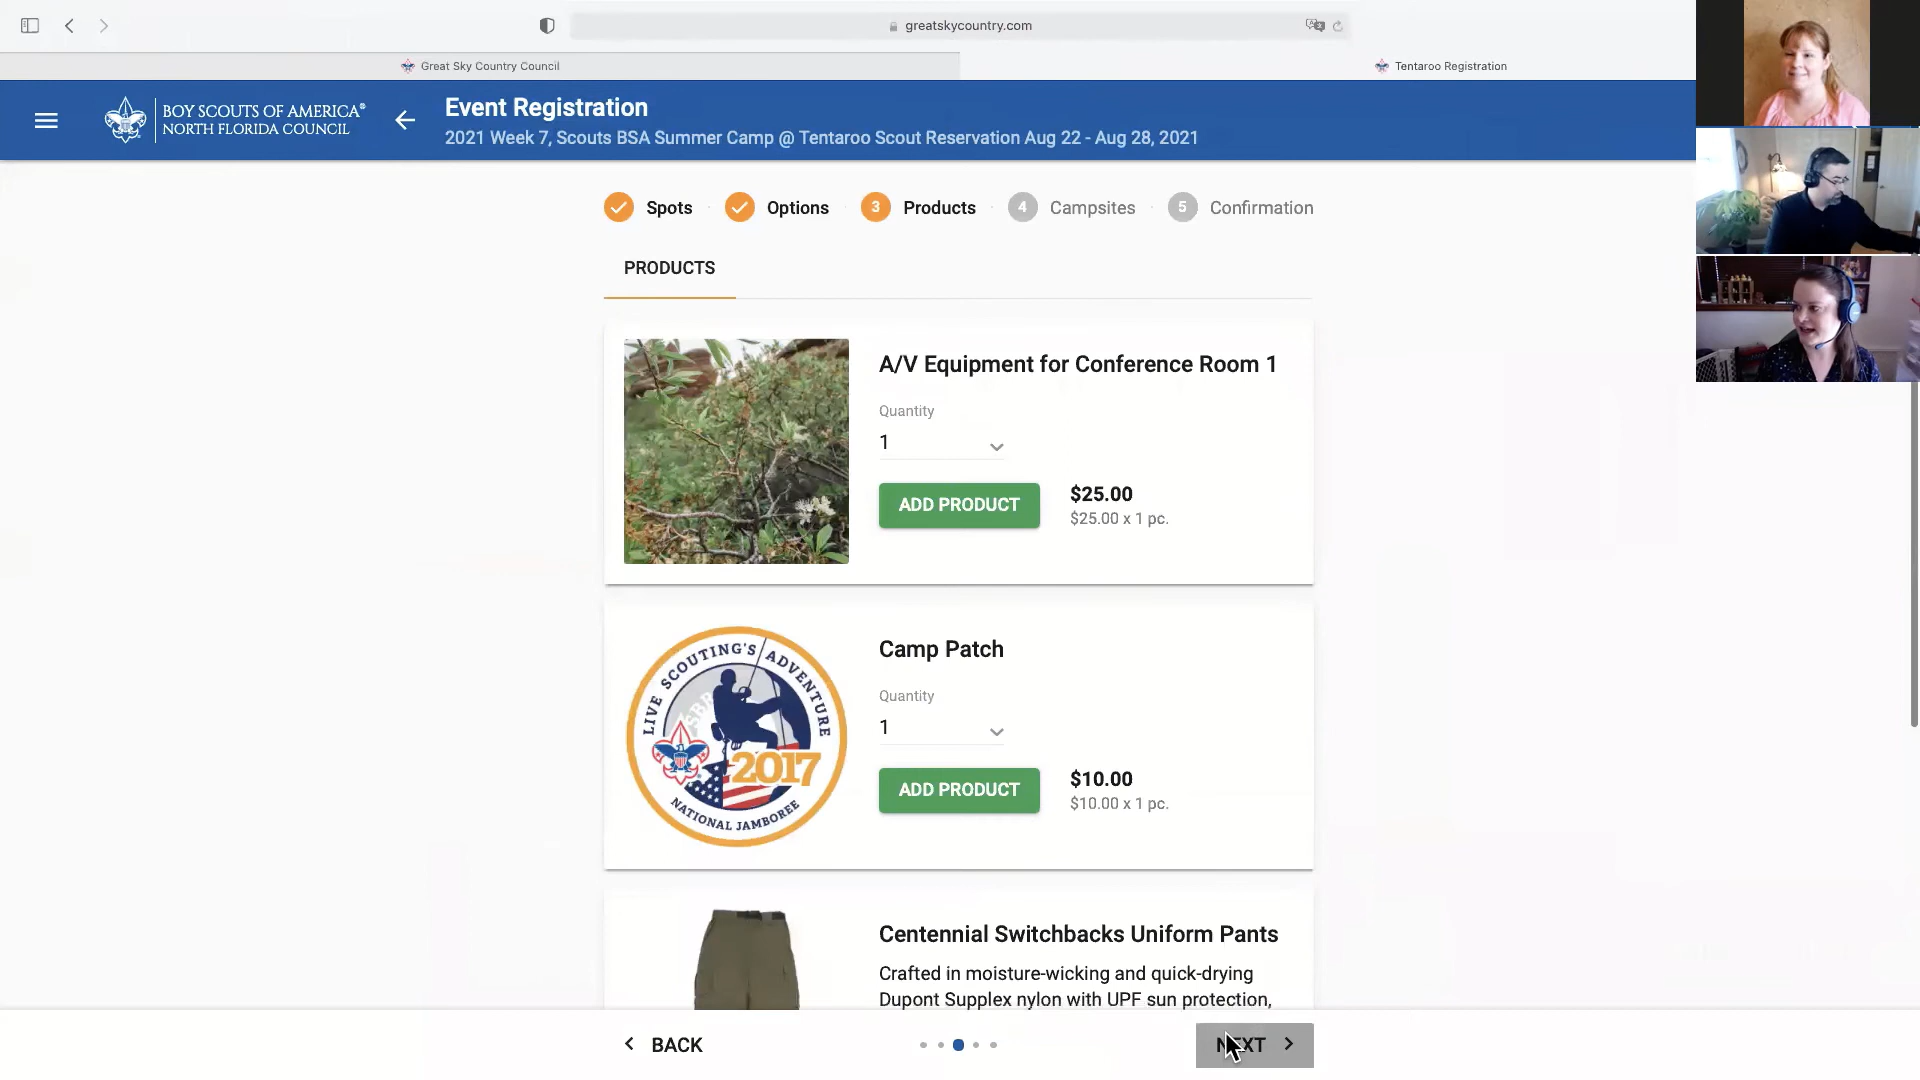 greatskycountry.com
Great Sky Country Council
Tentaroo Registration
BOY SCOUTS OF AMERICA®
NORTH FLORIDA COUNCIL
Event Registration
2021 Week 7, Scouts BSA Summer Camp @ Tentaroo Scout Reservation Aug 22 - Aug 28, 2021
Spots
Options
3 Products
4 Campsites
5 Confirmation
PRODUCTS
A/V Equipment for Conference Room 1
Quantity
1
ADD PRODUCT
$25.00
$25.00 x 1 pc.
LIVE SCOUTING'S ADVENTURE
SBR
2017
NATIONAL JAMBOREE
Camp Patch
Quantity
1
ADD PRODUCT
$10.00
$10.00 x 1 pc.
Centennial Switchbacks Uniform Pants
Crafted in moisture-wicking and quick-drying
Dupont Supplex nylon with UPF sun protection,
BACK
NEXT